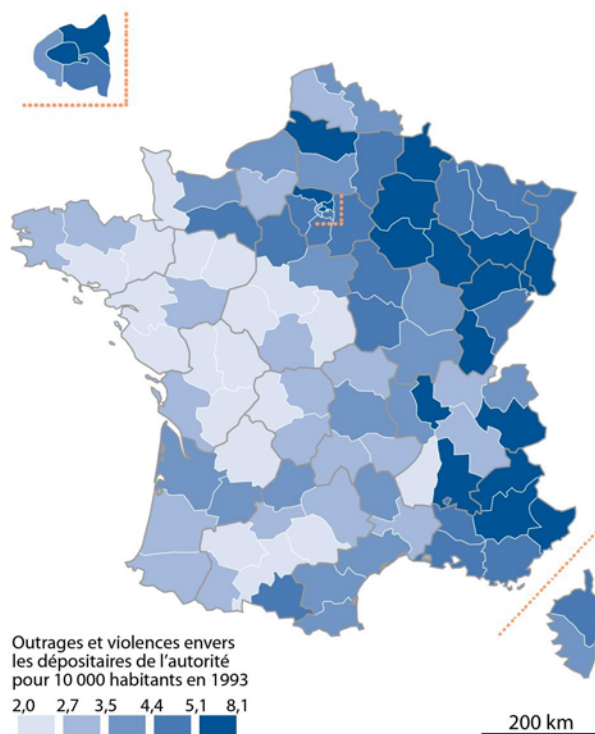 Outrages et violences envers
les dépositaires de l'autorité
pour 10 000 habitants en 1993
2,0 2,7 3,5 4,4 5,1 8,1
200 km